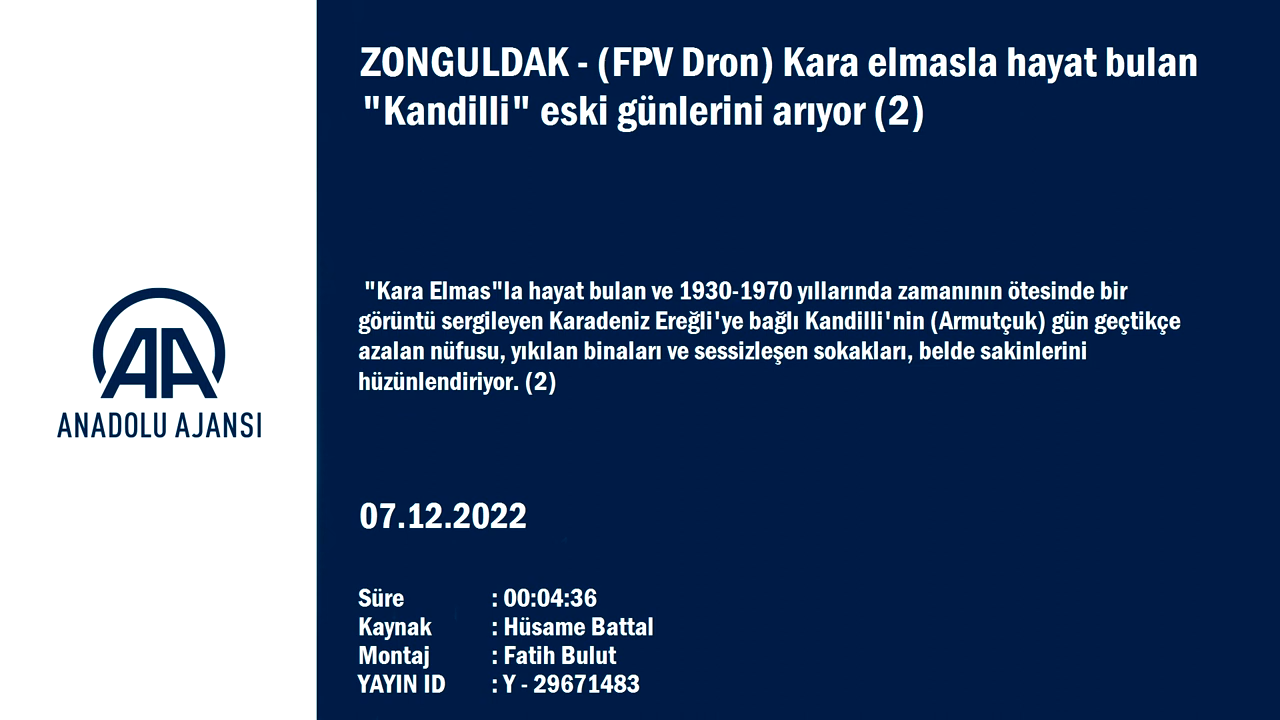 ZONGULDAK - (FPV Dron) Kara elmasla hayat bulan
"Kandilli" eski günlerini arıyor (2)
"Kara Elmas"la hayat bulan ve 1930-1970 yıllarında zamanının ötesinde bir
görüntü sergileyen Karadeniz Ereğli'ye bağlı Kandilli'nin (Armutçuk) gün geçtikçe
azalan nüfusu, yıkılan binaları ve sessizleşen sokakları, belde sakinlerini
hüzünlendiriyor. (2)
AA
ANADOLU AJANSI
07.12.2022
Süre : 00:04:36
Kaynak : Hüsame Battal
Montaj : Fatih Bulut
YAYIN ID : Y - 29671483